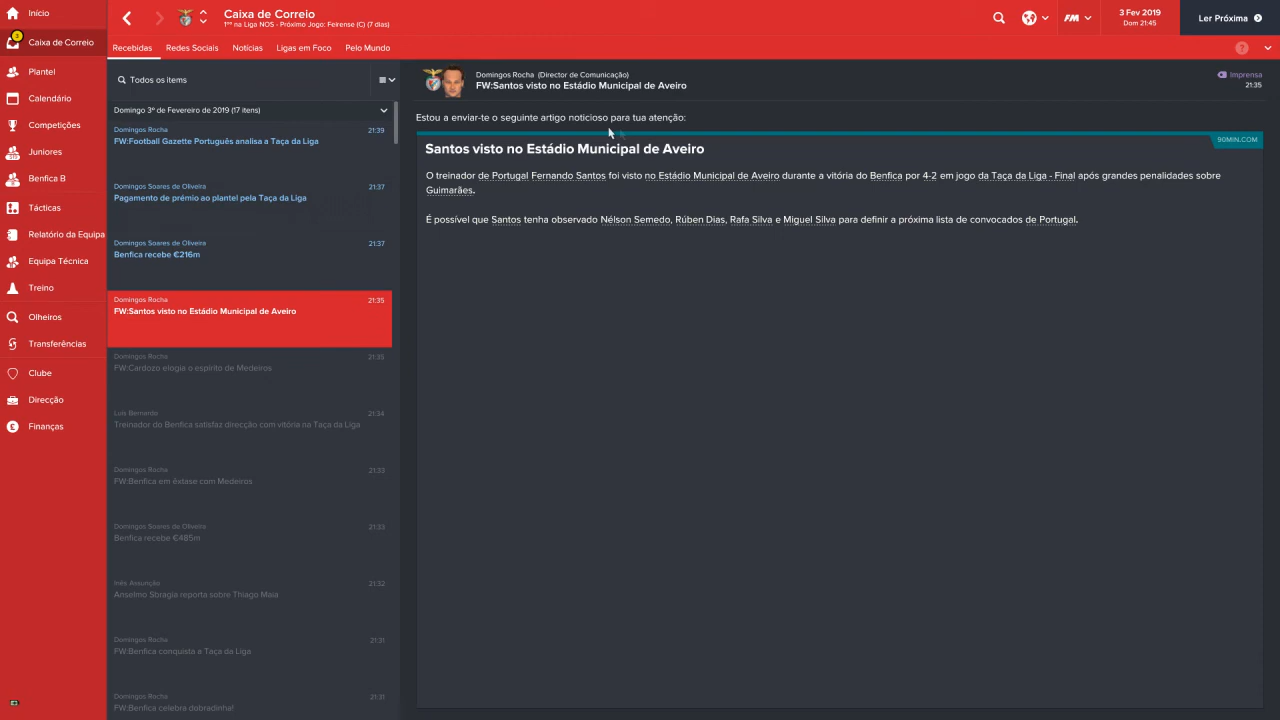 Início
Caixa de Correio
1ºº na Liga NOS - Próximo Jogo: Feirense (C) (7 dias)
FM
3 Fev 2019
Dom 21:45
Ler Próxima
3
Caixa de Correio
Recebidas
Redes Sociais
Notícias
Ligas em Foco
Pelo Mundo
?
Plantel
Calendário
Competições
Juniores
Benfica B
Tácticas
Relatório da Equipa
Equipa Técnica
Treino
Olheiros
Transferências
Clube
Direcção
Finanças
Todos os items
Domingo 3º de Fevereiro de 2019 (17 itens)
Domingos Rocha 21:39
FW:Football Gazette Português analisa a Taça da Liga
Domingos Soares de Oliveira 21:37
Pagamento de prémio ao plantel pela Taça da Liga
Domingos Soares de Oliveira 21:37
Benfica recebe €216m
Domingos Rocha 21:35
FW:Santos visto no Estádio Municipal de Aveiro
Domingos Rocha 21:35
FW:Cardozo elogia o espírito de Medeiros
Luís Bernardo 21:34
Treinador do Benfica satisfaz direcção com vitória na Taça da Liga
Domingos Rocha 21:33
FW:Benfica em êxtase com Medeiros
Domingos Soares de Oliveira 21:33
Benfica recebe €485m
Inês Assunção 21:32
Anselmo Sbragia reporta sobre Thiago Maia
Domingos Rocha 21:31
FW:Benfica conquista a Taça da Liga
Domingos Rocha 21:31
FW:Benfica celebra dobradinha!
Domingos Rocha (Director de Comunicação)
FW:Santos visto no Estádio Municipal de Aveiro
Imprensa
21:35
Estou a enviar-te o seguinte artigo noticioso para tua atenção:
90MIN.COM
Santos visto no Estádio Municipal de Aveiro
O treinador de Portugal Fernando Santos foi visto no Estádio Municipal de Aveiro durante a vitória do Benfica por 4-2 em jogo da Taça da Liga - Final após grandes penalidades sobre
Guimarães.
É possível que Santos tenha observado Nélson Semedo, Rúben Dias, Rafa Silva e Miguel Silva para definir a próxima lista de convocados de Portugal.